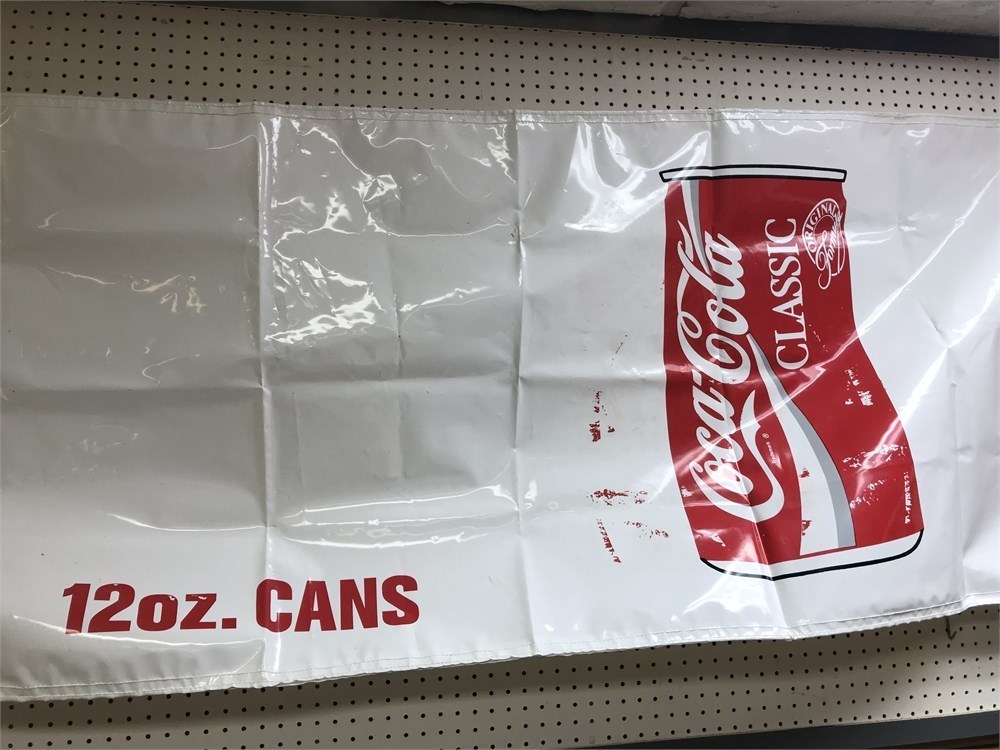 Coca-Cola
CLASSIC
ORIGINAL
Formula
12oz. CANS